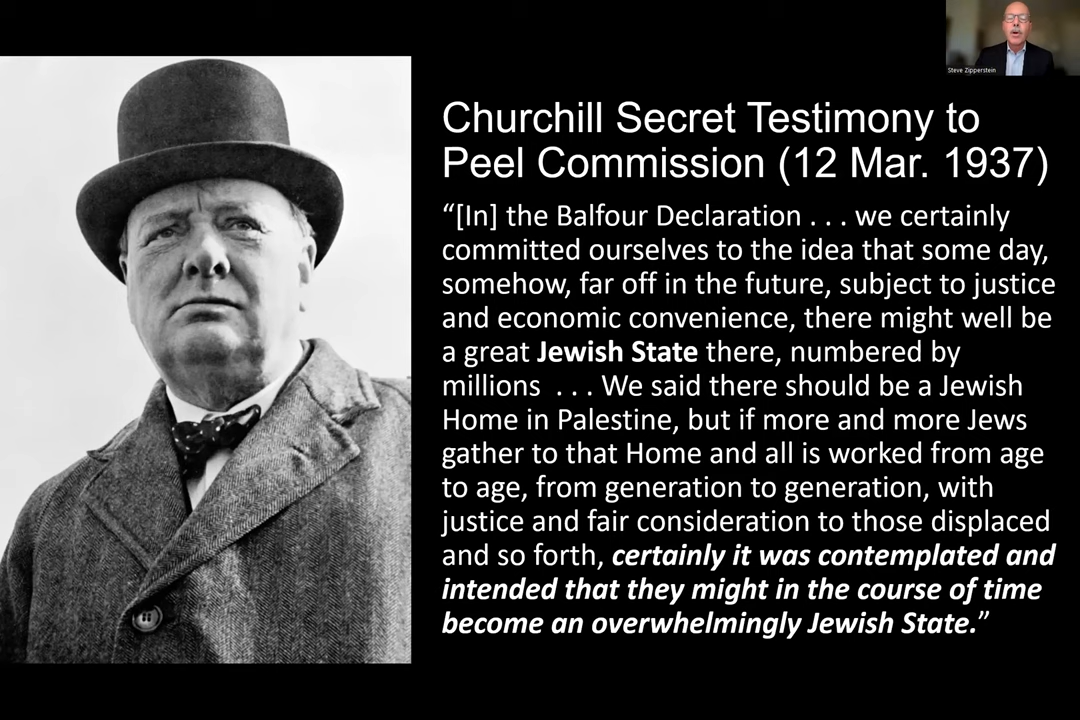 Steve Zipperstein
Churchill Secret Testimony to
Peel Commission (12 Mar. 1937)
“[In] the Balfour Declaration . . . we certainly
committed ourselves to the idea that some day,
somehow, far off in the future, subject to justice
and economic convenience, there might well be
a great Jewish State there, numbered by
millions  . . . We said there should be a Jewish
Home in Palestine, but if more and more Jews
gather to that Home and all is worked from age
to age, from generation to generation, with
justice and fair consideration to those displaced
and so forth, certainly it was contemplated and
intended that they might in the course of time
become an overwhelmingly Jewish State.”